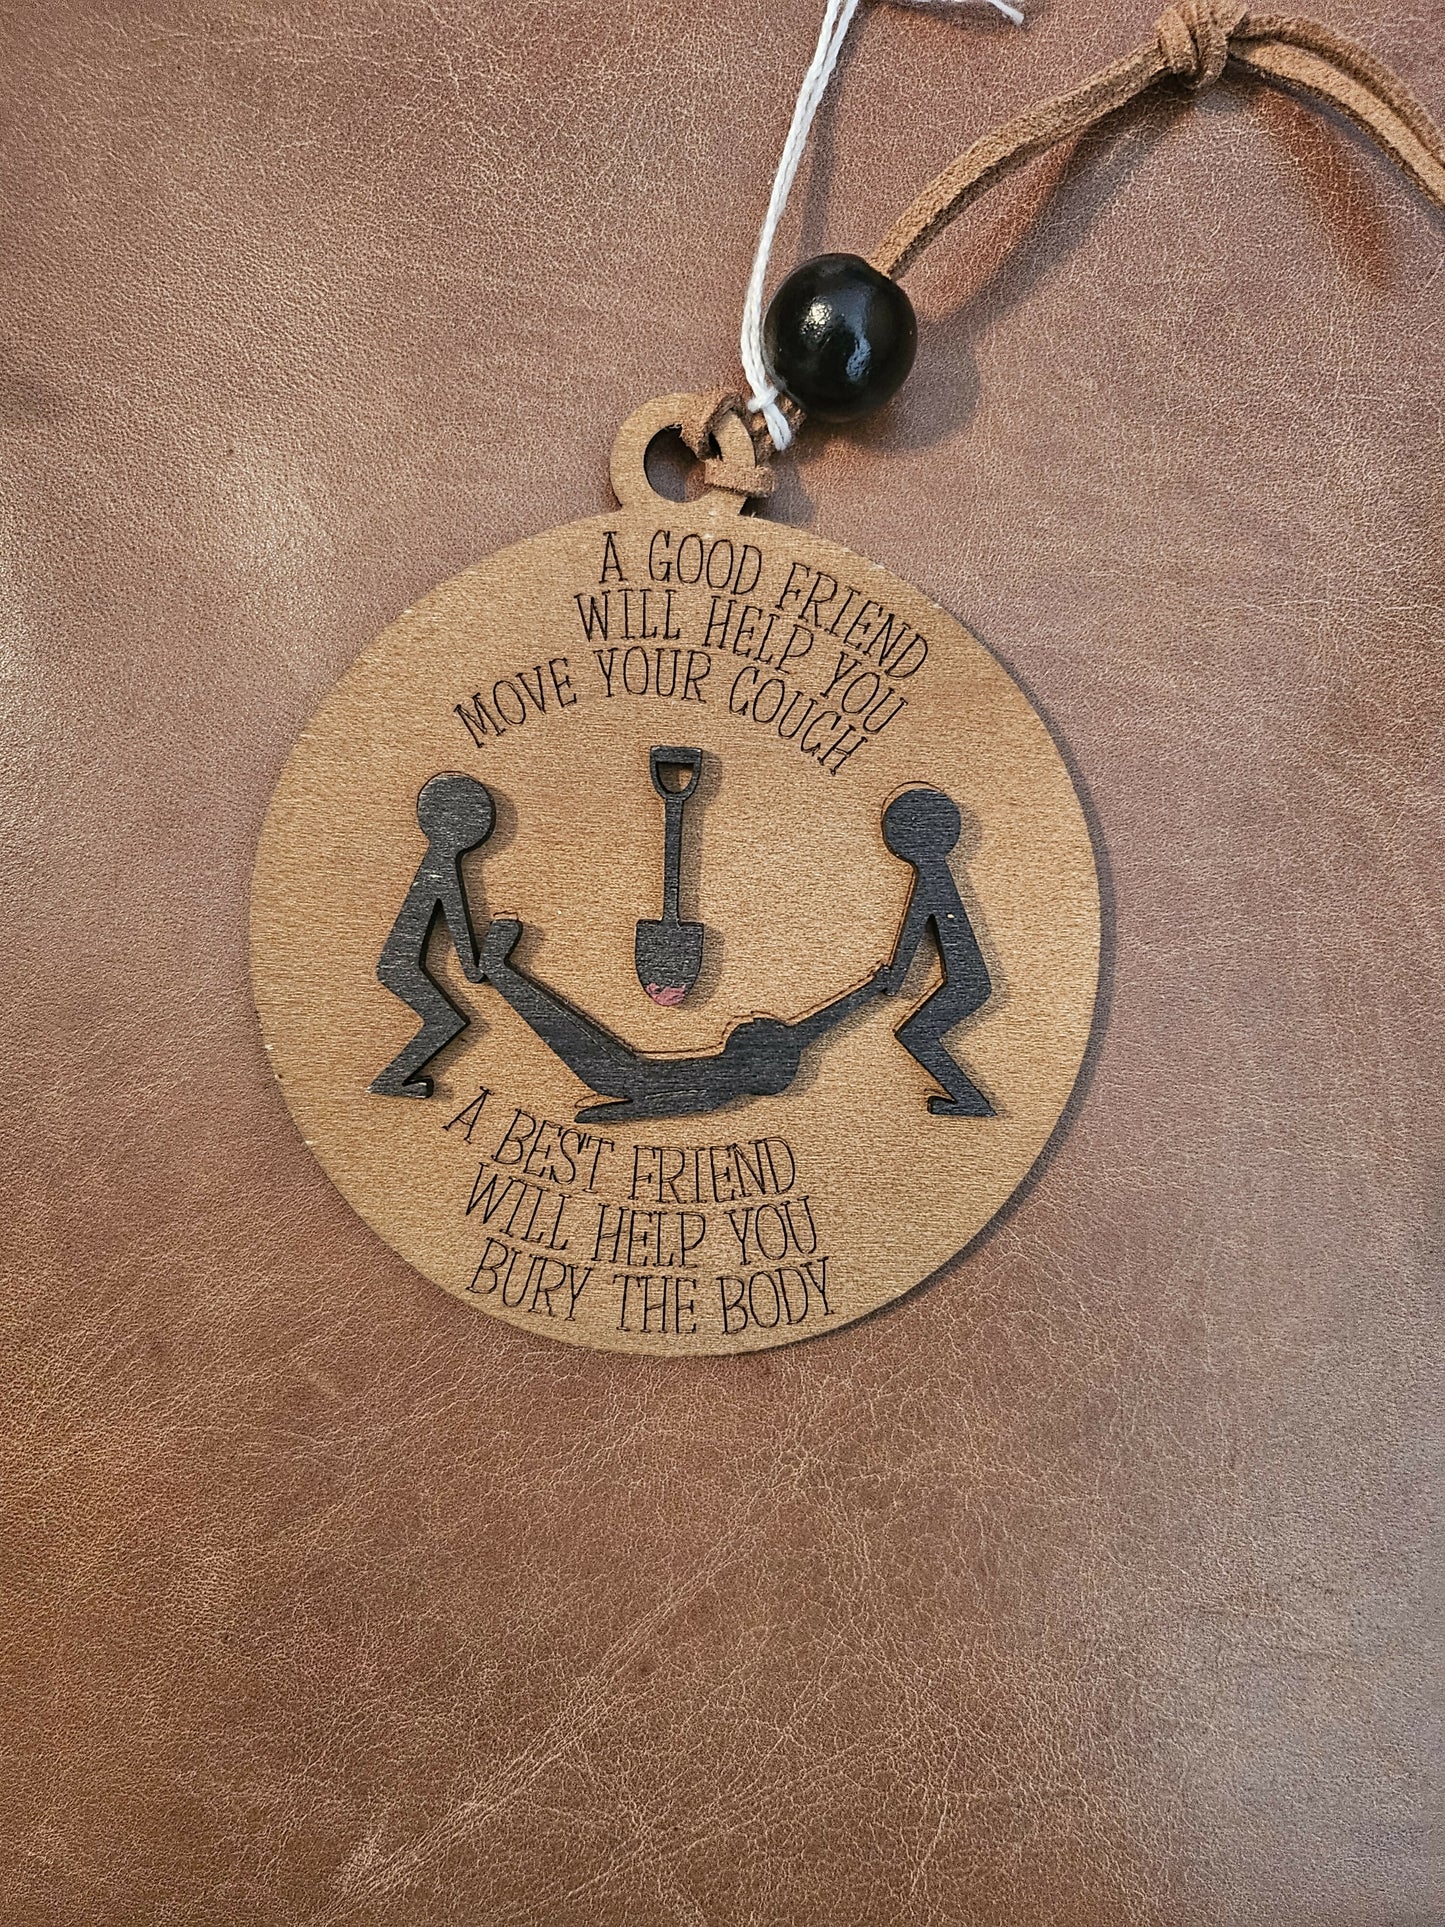 A GOOD FRIEND
WILL HELP YOU
MOVE YOUR COUCH
A BEST FRIEND
WILL HELP YOU
BURY THE BODY